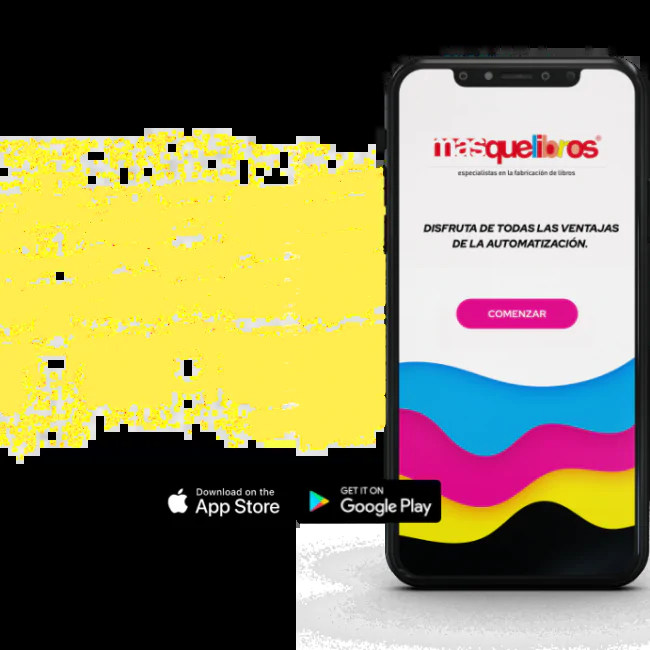 masquelibros®
especialistas en la fabricación de libros
DISFRUTA DE TODAS LAS VENTAJAS
DE LA AUTOMATIZACIÓN.
COMENZAR
Download on the
App Store
GET IT ON
Google Play